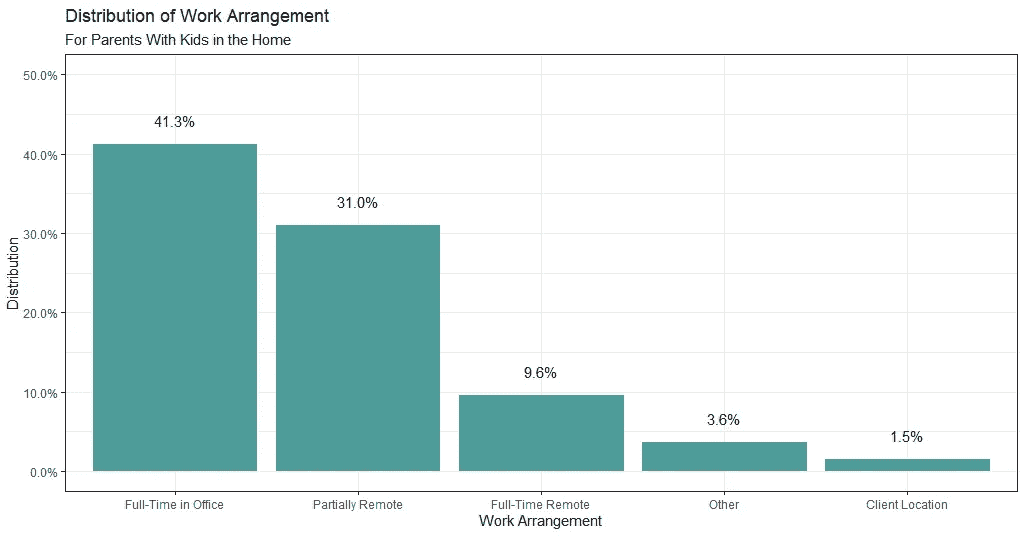 Distribution of Work Arrangement
For Parents With Kids in the Home
50.0%
40.0%
30.0%
20.0%
10.0%
0.0%
Distribution
41.3%
31.0%
9.6%
3.6%
1.5%
Full-Time in Office
Partially Remote
Full-Time Remote
Other
Client Location
Work Arrangement